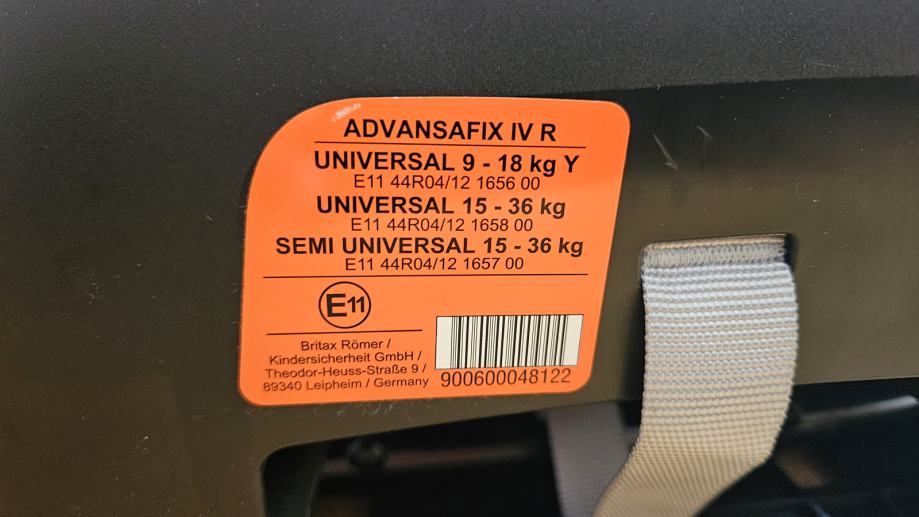 ADVANSAFIX IV R
UNIVERSAL 9 - 18 kg Y
E11 44R04/12 1656 00
UNIVERSAL 15 - 36 kg
E11 44R04/12 1658 00
SEMI UNIVERSAL 15 - 36 kg
E11 44R04/12 1657 00
E11
Britax Römer /
Kindersicherheit GmbH /
Theodor-Heuss-Straße 9 /
89340 Leipheim / Germany
900600048122